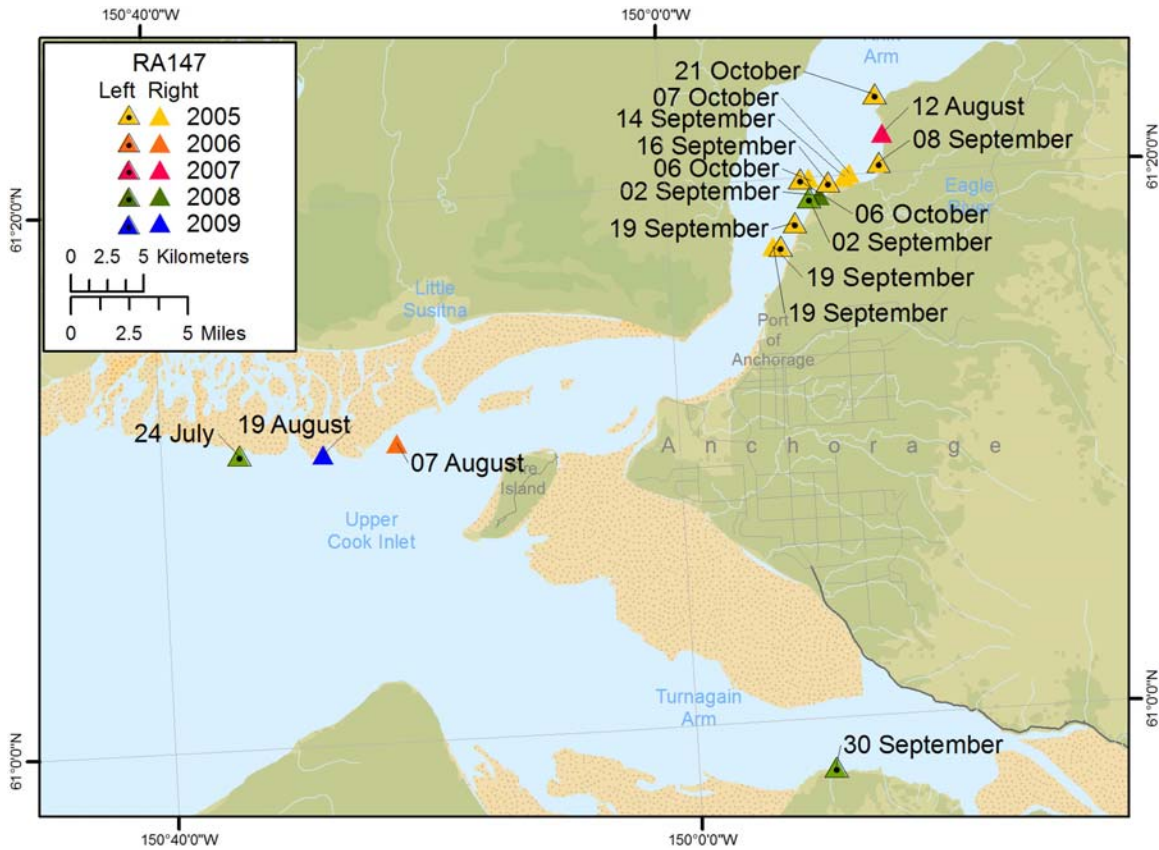 150°40'0"W
150°0'0"W
RA147
Left Right
2005
2006
2007
2008
2009
0 2.5 5 Kilometers
0 2.5 5 Miles
Arm
21 October
07 October
14 September
16 September
06 October
02 September
19 September
12 August
08 September
61°20'0"N
Eagle
River
06 October
02 September
19 September
19 September
61°20'0"N
Little
Susitna
Port
of
Anchorage
24 July
19 August
07 August
Anchorage
Island
Upper
Cook Inlet
Turnagain
Arm
30 September
61°0'0"N
61°0'0"N
150°40'0"W
150°0'0"W